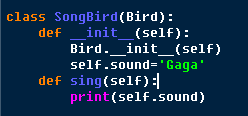 class SongBird(Bird):
    def __init__(self):
        Bird.__init__(self)
        self.sound='Gaga'
    def sing(self):
        print(self.sound)